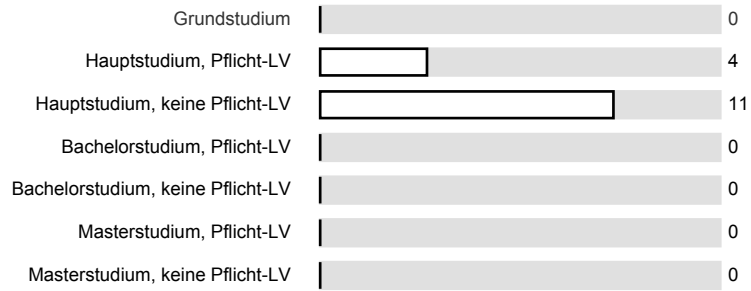 Grundstudium 0
Hauptstudium, Pflicht-LV 4
Hauptstudium, keine Pflicht-LV 11
Bachelorstudium, Pflicht-LV 0
Bachelorstudium, keine Pflicht-LV 0
Masterstudium, Pflicht-LV 0
Masterstudium, keine Pflicht-LV 0